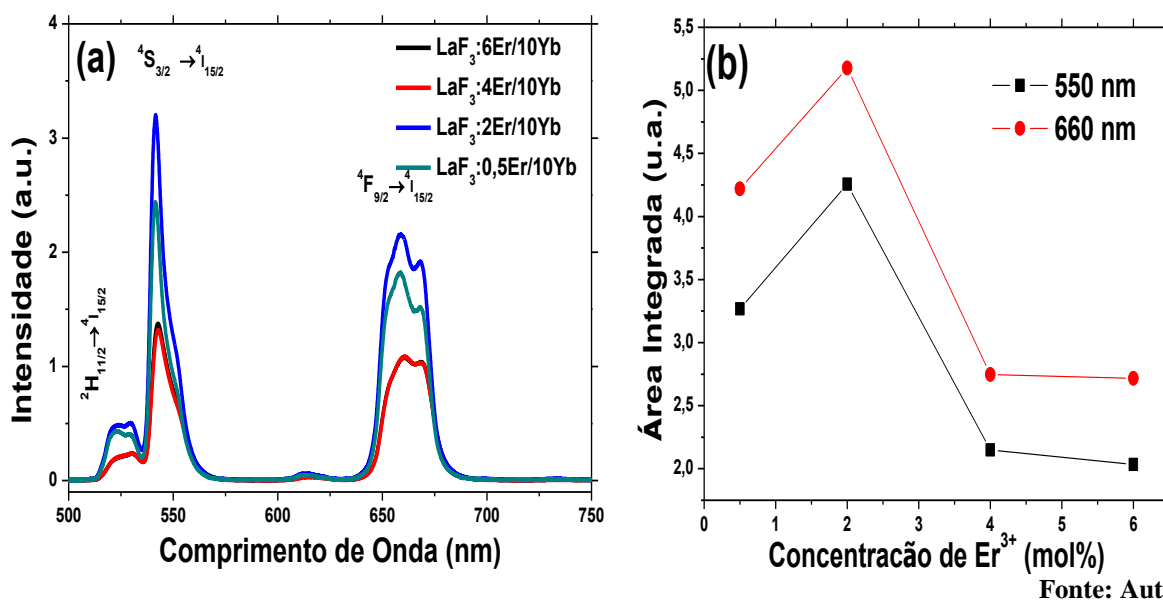 (a)
⁴S₃/₂ →⁴I₁₅/₂
LaF₃:6Er/10Yb
LaF₃:4Er/10Yb
LaF₃:2Er/10Yb
LaF₃:0,5Er/10Yb
⁴F₉/₂→⁴I₁₅/₂
²H₁₁/₂→⁴I₁₅/₂
Intensidade (a.u.)
4
3
2
1
0
500 550 600 650 700 750
Comprimento de Onda (nm)
(b)
550 nm
660 nm
Área Integrada (u.a.)
5,5
5,0
4,5
4,0
3,5
3,0
2,5
2,0
0 1 2 3 4 5 6
Concentracão de Er³⁺ (mol%)
Fonte: Aut